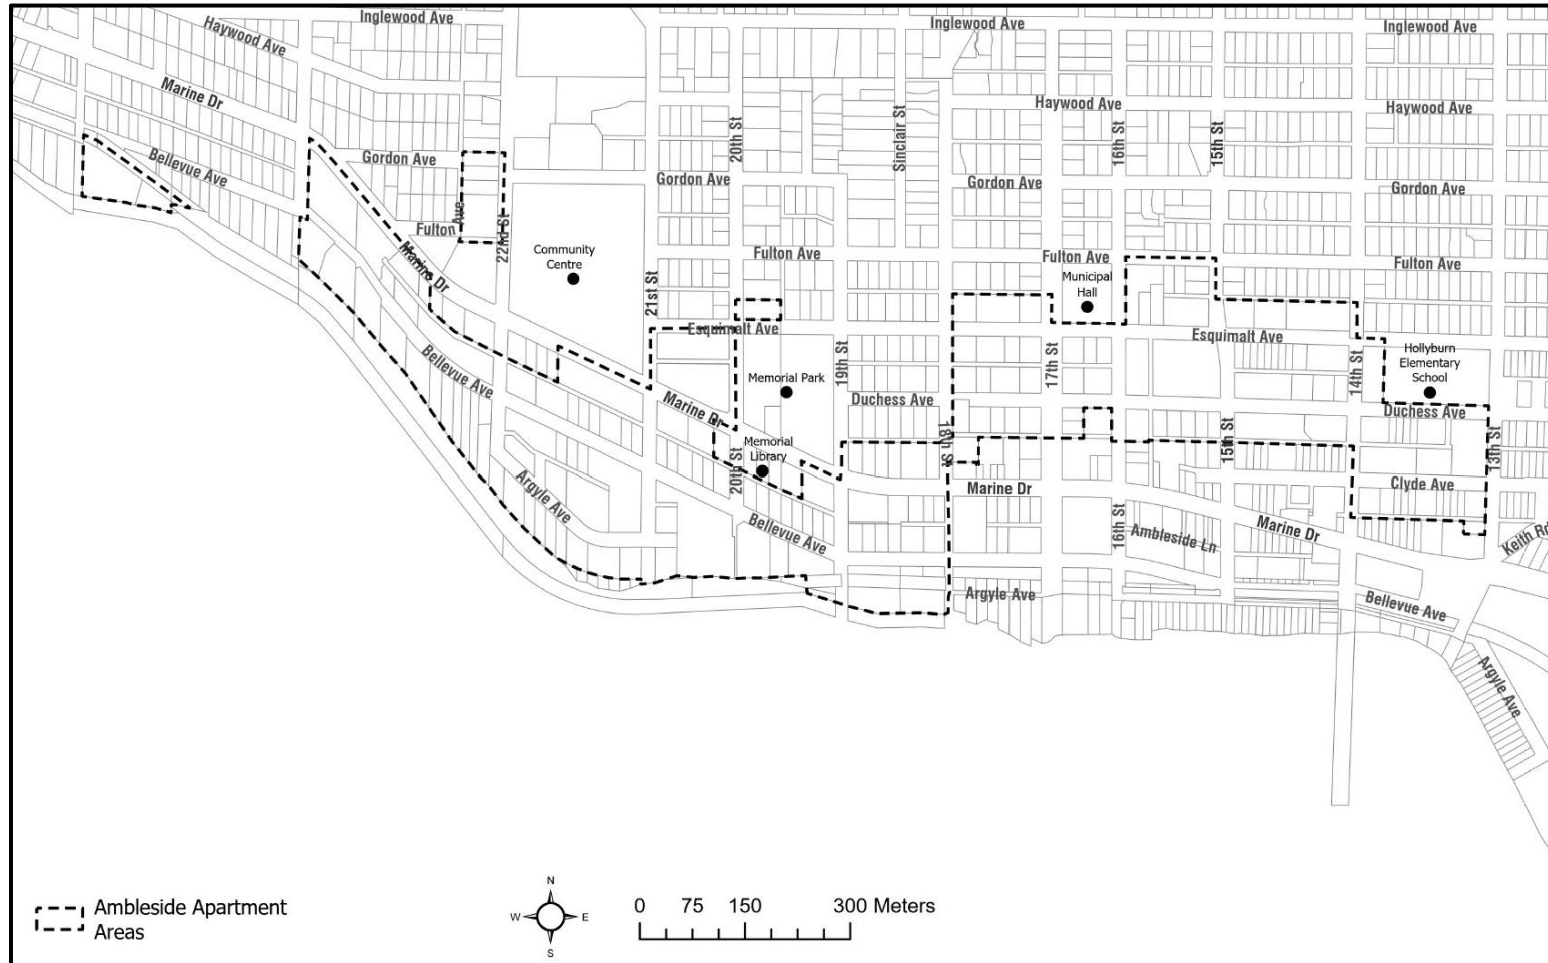 Inglewood Ave
Inglewood Ave
Inglewood Ave
Haywood Ave
Marine Dr
Haywood Ave
Haywood Ave
20th St
Sinclair St
16th St
15th St
Bellevue Ave
Gordon Ave
Gordon Ave
Gordon Ave
Gordon Ave
Fulton Ave
22nd St
Community
Centre
Marine Dr
21st St
Fulton Ave
Fulton Ave
Municipal
Hall
Fulton Ave
Esquimalt Ave
Esquimalt Ave
Bellevue Ave
19th St
17th St
14th St
Hollyburn
Elementary
School
Memorial Park
Marine Dr
Duchess Ave
Duchess Ave
Memorial
Library
20th St
18th St
15th St
13th St
Argyle Ave
Marine Dr
Clyde Ave
Bellevue Ave
16th St
Ambleside Ln
Marine Dr
Keith Rd
Argyle Ave
Bellevue Ave
Argyle Ave
Ambleside Apartment
Areas
N
W E
S
0 75 150 300 Meters